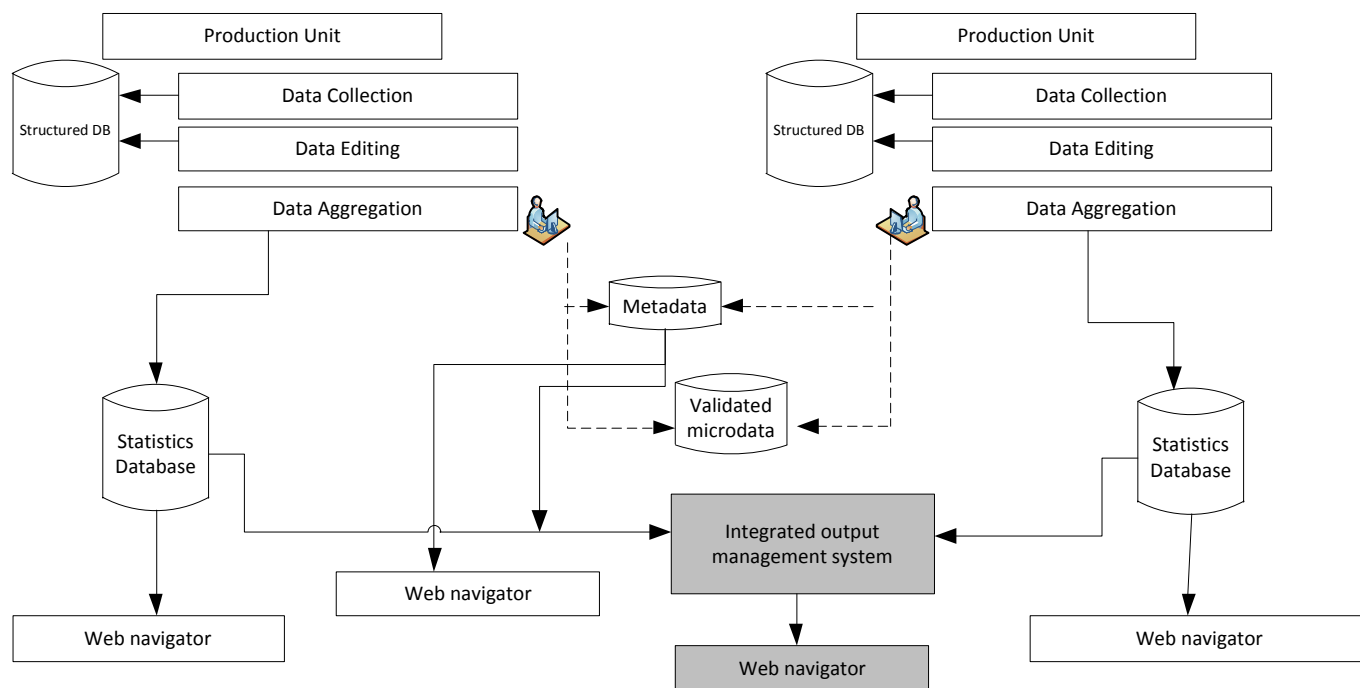 Production Unit
Production Unit
Structured DB
Data Collection
Data Editing
Data Aggregation
Structured DB
Data Collection
Data Editing
Data Aggregation
Metadata
Validated
microdata
Statistics
Database
Statistics
Database
Integrated output
management system
Web navigator
Web navigator
Web navigator
Web navigator